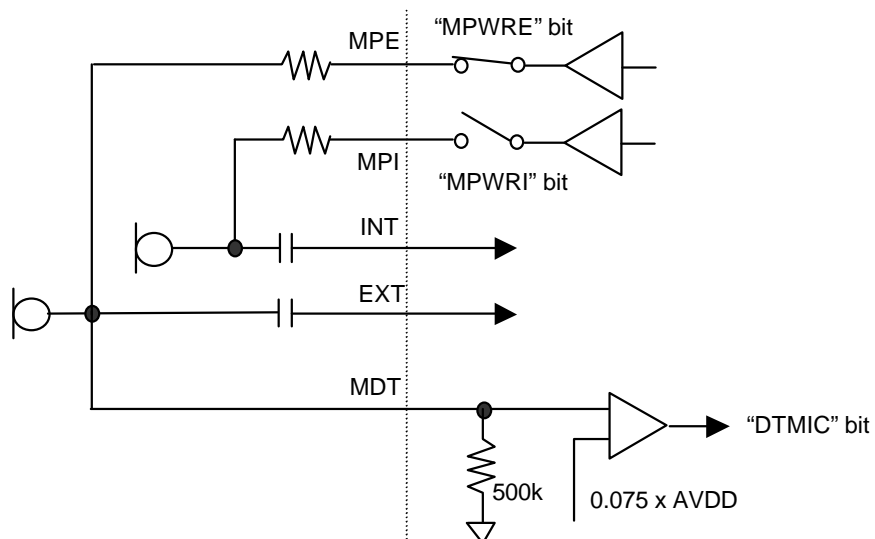 MPE
“MPWRE” bit
MPI
“MPWRI” bit
INT
EXT
MDT
“DTMIC” bit
500k
0.075 x AVDD